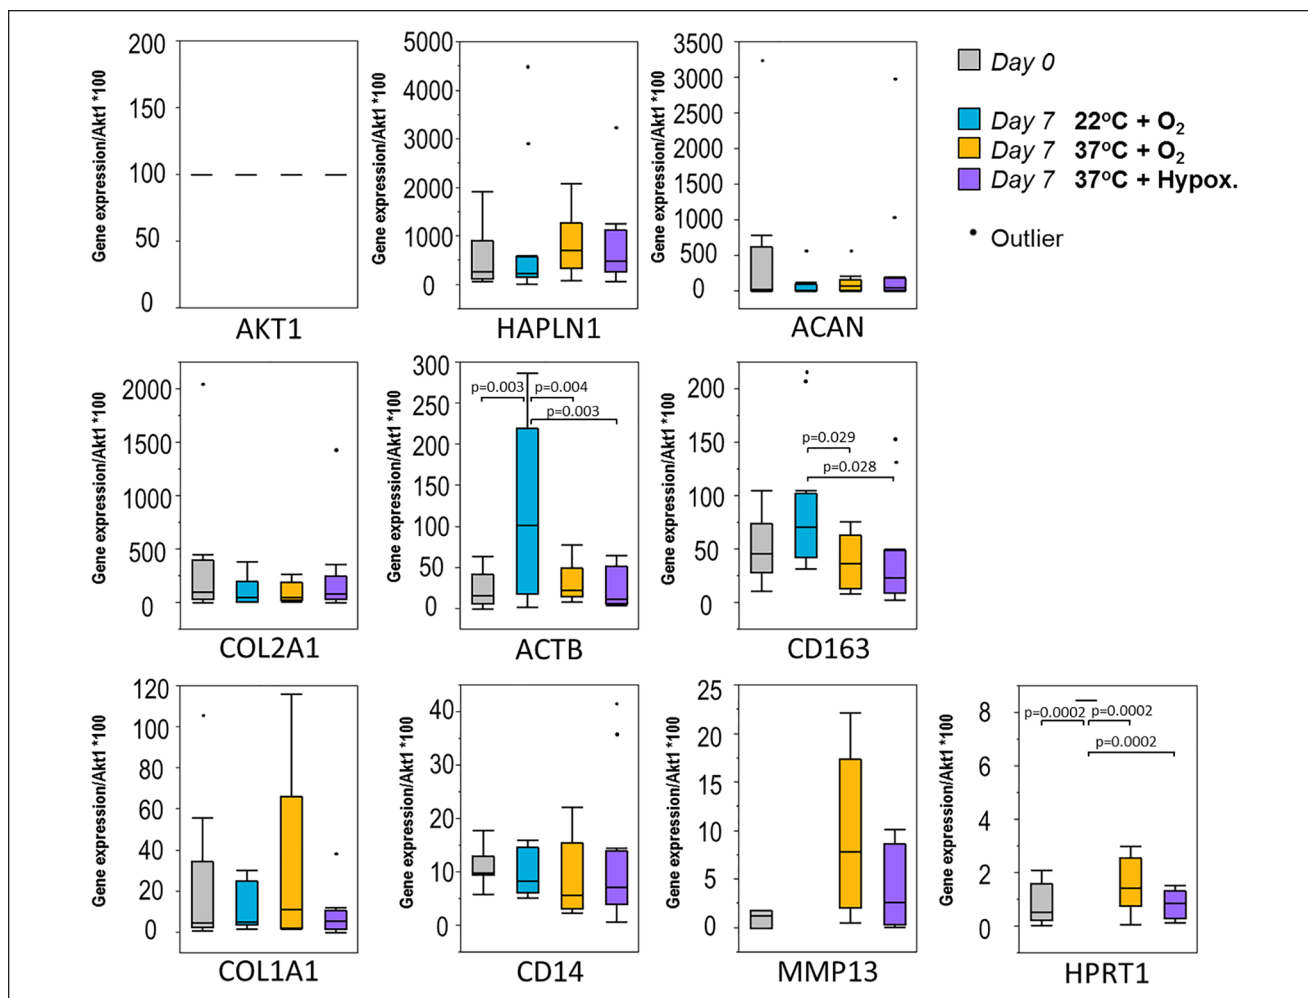 Gene expression/Akt1 *100
200
150
100
50
0
AKT1
Gene expression/Akt1 *100
5000
4000
3000
2000
1000
0
HAPLN1
Gene expression/Akt1 *100
3500
3000
2500
2000
1500
1000
500
0
ACAN
Day 0
Day 7 22°C + O₂
Day 7 37°C + O₂
Day 7 37°C + Hypox.
Outlier
Gene expression/Akt1 *100
2000
1500
1000
500
0
COL2A1
Gene expression/Akt1 *100
300
250
200
150
100
50
0
p=0.003
p=0.004
p=0.003
ACTB
Gene expression/Akt1 *100
200
150
100
50
0
p=0.029
p=0.028
CD163
Gene expression/Akt1 *100
120
100
80
60
40
20
0
COL1A1
Gene expression/Akt1 *100
40
30
20
10
0
CD14
Gene expression/Akt1 *100
25
20
15
10
5
0
MMP13
Gene expression/Akt1 *100
8
6
4
2
0
p=0.0002
p=0.0002
p=0.0002
HPRT1